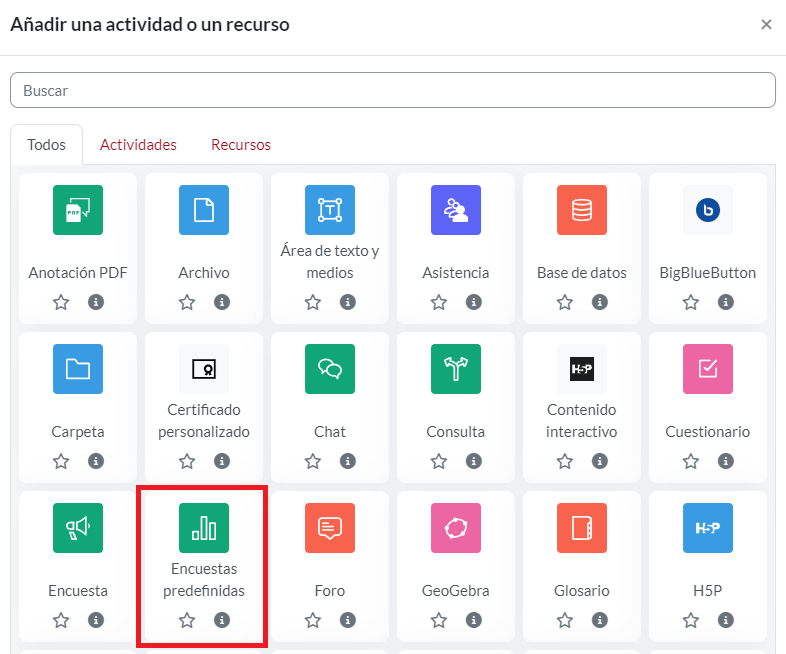 Añadir una actividad o un recurso
Buscar
Todos Actividades Recursos
PDF
Anotación PDF
Archivo
T
Área de texto y
medios
Asistencia
Base de datos
b
BigBlueButton
Carpeta
Certificado
personalizado
Chat
Consulta
H5P
Contenido
interactivo
Cuestionario
Encuesta
Encuestas
predefinidas
Foro
GeoGebra
Glosario
H5P
H5P